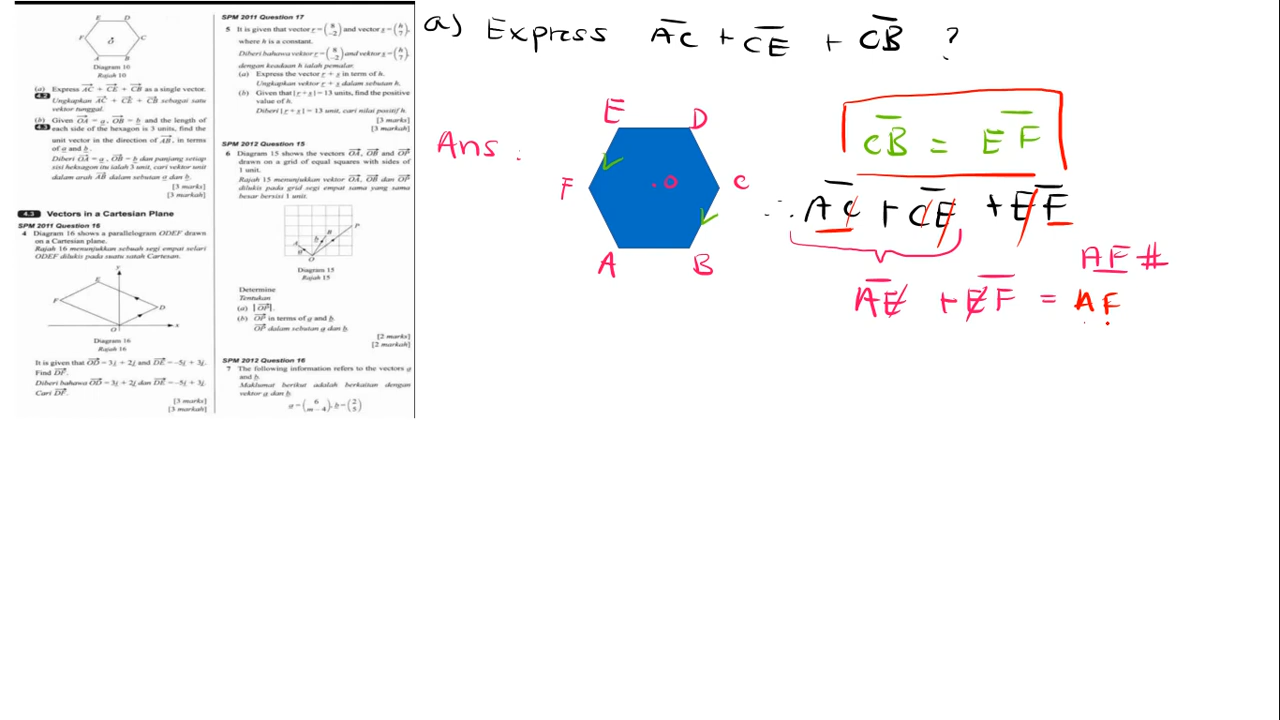 E D
F C
O
A B
Diagram 10
Rajah 10
(a) Express AC + CE + CB as a single vector.
4.2 Ungkapkan AC + CE + CB sebagai satu
vektor tunggal.
(b) Given OA = a, OB = b and the length of
4.3 each side of the hexagon is 3 units, find the
unit vector in the direction of AB, in terms
of a and b.
Diberi OA = a, OB = b dan panjang setiap
sisi heksagon itu ialah 3 unit, cari vektor unit
dalam arah AB dalam sebutan a dan b.
[3 marks]
[3 markah]
4.3 Vectors in a Cartesian Plane
SPM 2011 Question 16
4 Diagram 16 shows a parallelogram ODEF drawn
on a Cartesian plane.
Rajah 16 menunjukkan sebuah segi empat selari
ODEF dilukis pada suatu satah Cartesan.
y
E
F
D
O x
Diagram 16
Rajah 16
It is given that OD = 3i + 2j and DE = −5i + 3j.
Find DF.
Diberi bahawa OD = 3i + 2j dan DE = −5i + 3j.
Cari DF.
[3 marks]
[3 markah]
SPM 2011 Question 17
5 It is given that vector r = (8 −2) and vector s = (h 7),
where h is a constant.
Diberi bahawa vektor r = (8 −2) and vektor s = (h 7),
dengan keadaan h ialah pemalar.
(a) Express the vector r + s in term of h.
Ungkapkan vektor r + s dalam sebutan h.
(b) Given that |r + s| = 13 units, find the positive
value of h.
Diberi |r + s| = 13 unit, cari nilai positif h.
[3 marks]
[3 markah]
SPM 2012 Question 15
6 Diagram 15 shows the vectors OA, OB and OP
drawn on a grid of equal squares with sides of
1 unit.
Rajah 15 menunjukkan vektor OA, OB dan OP
dilukis pada grid segi empat sama yang sama
besar bersisi 1 unit.
B P
A b
a
O
Diagram 15
Rajah 15
Determine
Tentukan
(a) |OP|.
(b) OP in terms of a and b.
OP dalam sebutan a dan b.
[2 marks]
[2 markah]
SPM 2012 Question 16
7 The following information refers to the vectors a
and b.
Maklumat berikut adalah berkaitan dengan
vektor a dan b.
a = (6 m − 4), b = (2 5)
a) Express AC + CE + CB ?
Ans :
E D
F .O C
A B
CB = EF
∴ AC + CE + EF
AF #
AE + EF = AF